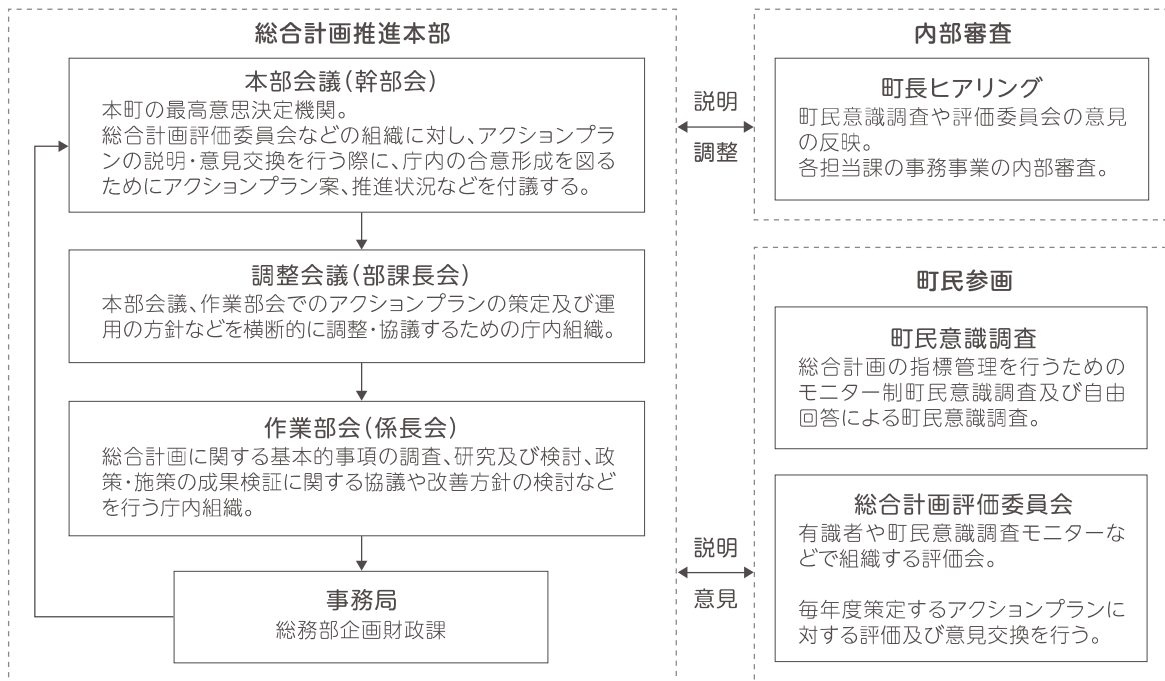 総合計画推進本部
本部会議(幹部会)
本町の最高意思決定機関。
総合計画評価委員会などの組織に対し、アクションプラ
ンの説明・意見交換を行う際に、庁内の合意形成を図る
ためにアクションプラン案、推進状況などを付議する。
調整会議(部課長会)
本部会議、作業部会でのアクションプランの策定及び運
用の方針などを横断的に調整・協議するための庁内組織。
作業部会(係長会)
総合計画に関する基本的事項の調査、研究及び検討、政
策・施策の成果検証に関する協議や改善方針の検討など
を行う庁内組織。
事務局
総務部企画財政課
説明
調整
説明
意見
内部審査
町長ヒアリング
町民意識調査や評価委員会の意見
の反映。
各担当課の事務事業の内部審査。
町民参画
町民意識調査
総合計画の指標管理を行うための
モニター制町民意識調査及び自由
回答による町民意識調査。
総合計画評価委員会
有識者や町民意識調査モニターな
どで組織する評価会。
毎年度策定するアクションプランに
対する評価及び意見交換を行う。